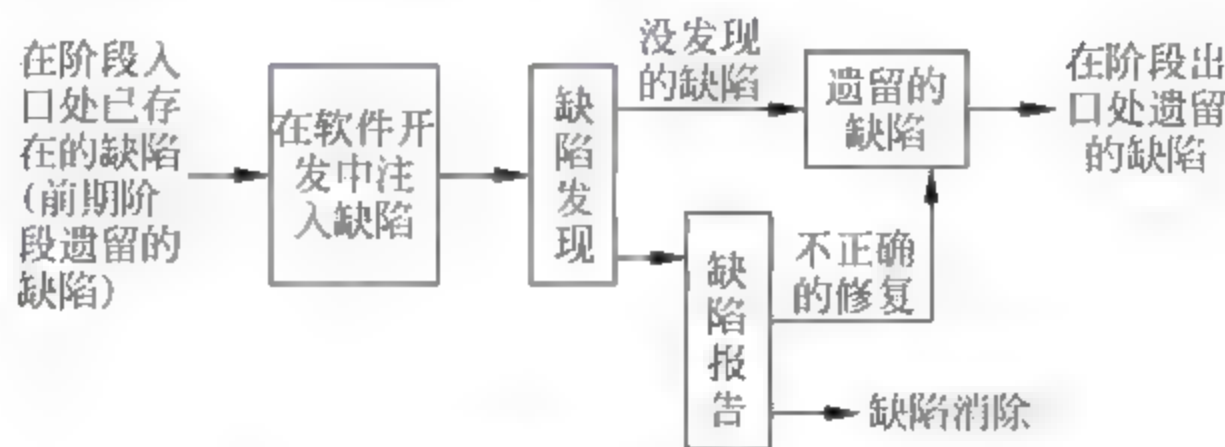 在阶段入
口处已存
在的缺陷
(前期阶
段遗留的
缺陷)
在软件开
发中注
入缺陷
缺
陷
发
现
没发现
的缺陷
遗留的
缺陷
在阶段出
口处遗留
的缺陷
缺
陷
报
告
不正确
的修复
缺陷消除